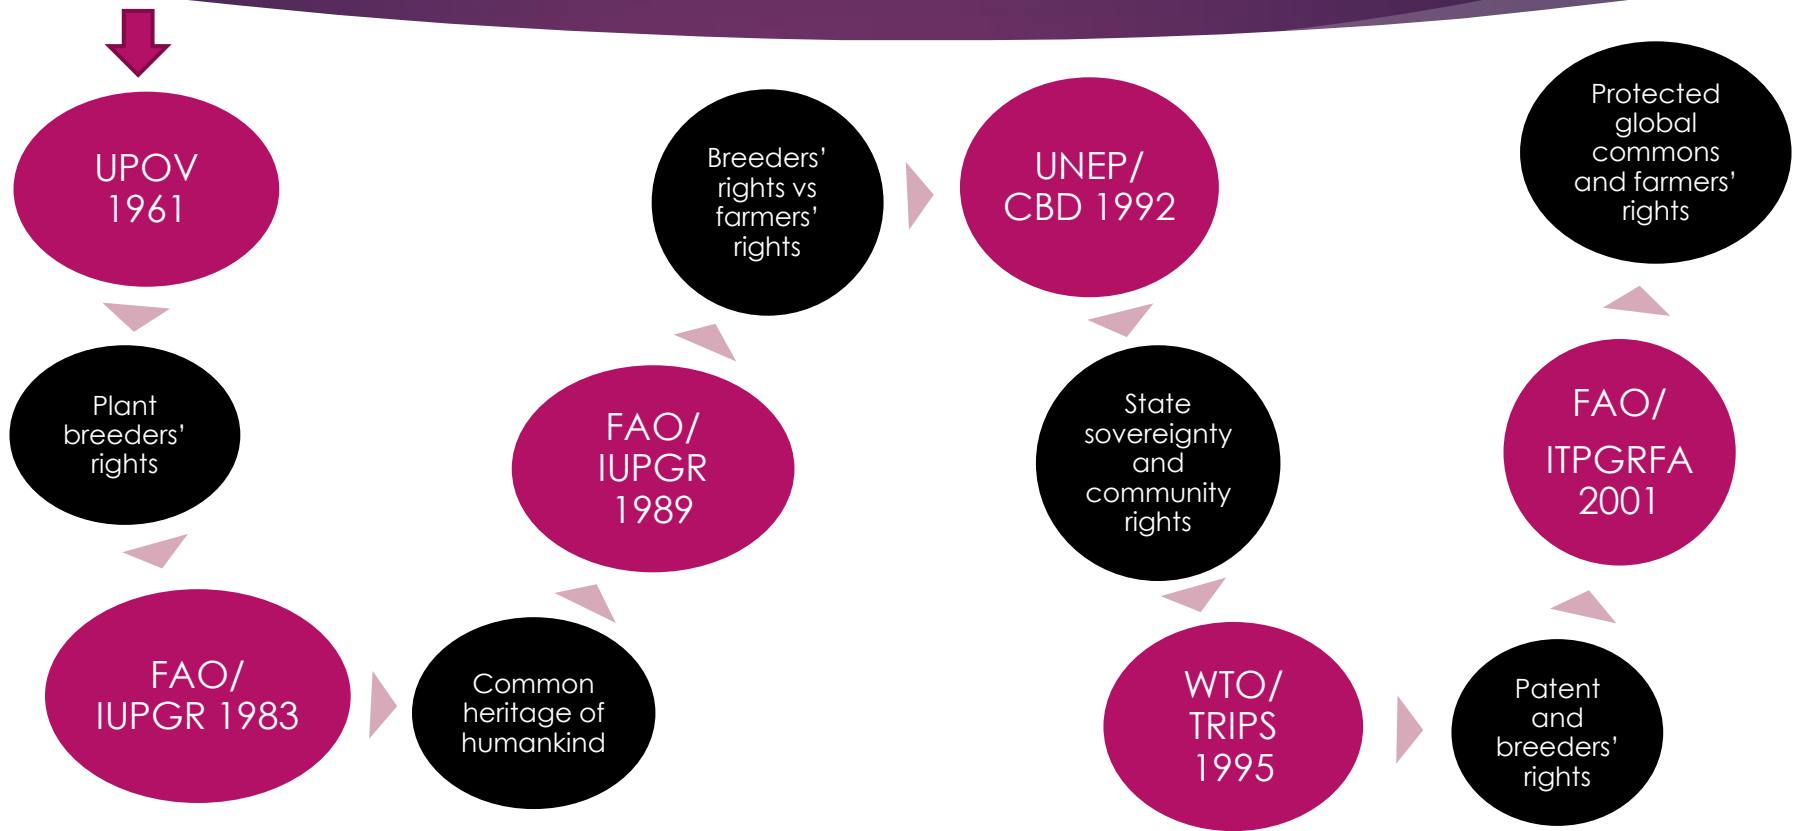 UPOV
1961
Plant
breeders’
rights
FAO/
IUPGR 1983
Common
heritage of
humankind
FAO/
IUPGR
1989
Breeders’
rights vs
farmers’
rights
UNEP/
CBD 1992
State
sovereignty
and
community
rights
WTO/
TRIPS
1995
Patent
and
breeders’
rights
FAO/
ITPGRFA
2001
Protected
global
commons
and farmers’
rights